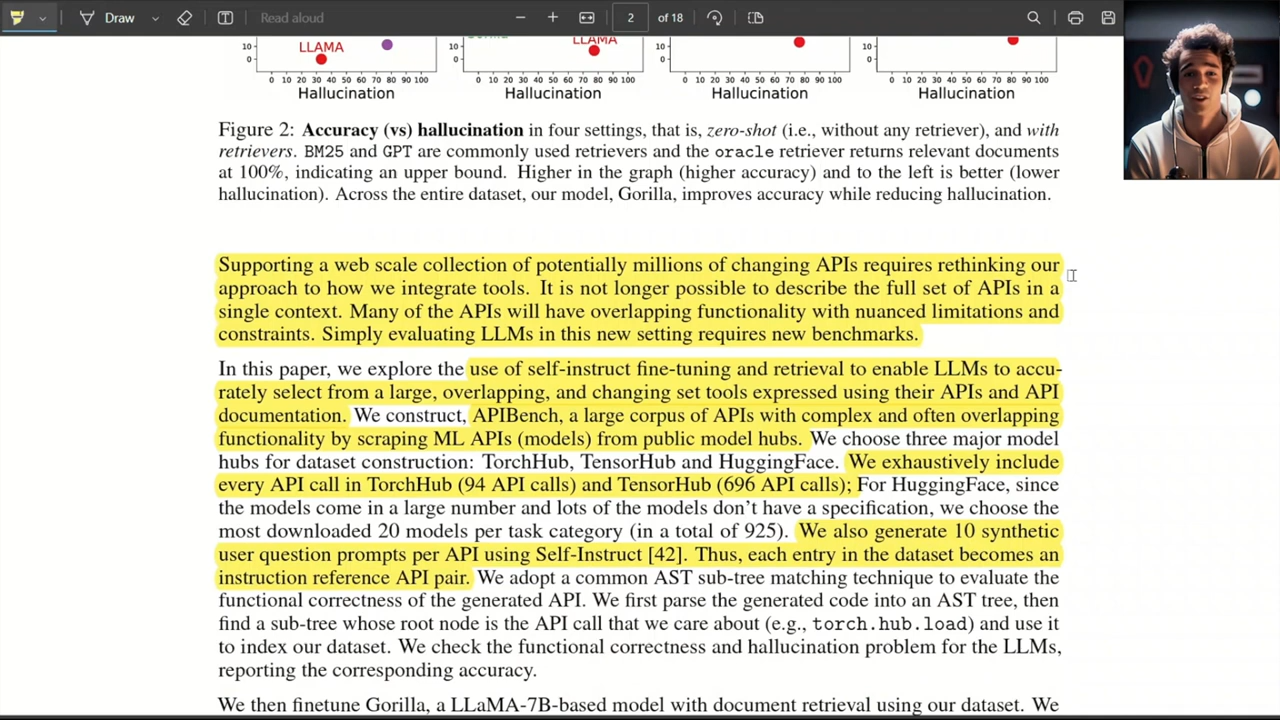 Draw
Read aloud
2 of 18
10 10 10 10
LLAMA LLAMA
0 0 0 0
0 10 20 30 40 50 60 70 80 90 100 0 10 20 30 40 50 60 70 80 90 100 0 10 20 30 40 50 60 70 80 90 100 0 10 20 30 40 50 60 70 80 90 100
Hallucination Hallucination Hallucination Hallucination
Figure 2: Accuracy (vs) hallucination in four settings, that is, zero-shot (i.e., without any retriever), and with
retrievers. BM25 and GPT are commonly used retrievers and the oracle retriever returns relevant documents
at 100%, indicating an upper bound. Higher in the graph (higher accuracy) and to the left is better (lower
hallucination). Across the entire dataset, our model, Gorilla, improves accuracy while reducing hallucination.
Supporting a web scale collection of potentially millions of changing APIs requires rethinking our
approach to how we integrate tools. It is not longer possible to describe the full set of APIs in a
single context. Many of the APIs will have overlapping functionality with nuanced limitations and
constraints. Simply evaluating LLMs in this new setting requires new benchmarks.
In this paper, we explore the use of self-instruct fine-tuning and retrieval to enable LLMs to accu-
rately select from a large, overlapping, and changing set tools expressed using their APIs and API
documentation. We construct, APIBench, a large corpus of APIs with complex and often overlapping
functionality by scraping ML APIs (models) from public model hubs. We choose three major model
hubs for dataset construction: TorchHub, TensorHub and HuggingFace. We exhaustively include
every API call in TorchHub (94 API calls) and TensorHub (696 API calls); For HuggingFace, since
the models come in a large number and lots of the models don't have a specification, we choose the
most downloaded 20 models per task category (in a total of 925). We also generate 10 synthetic
user question prompts per API using Self-Instruct [42]. Thus, each entry in the dataset becomes an
instruction reference API pair. We adopt a common AST sub-tree matching technique to evaluate the
functional correctness of the generated API. We first parse the generated code into an AST tree, then
find a sub-tree whose root node is the API call that we care about (e.g., torch.hub.load) and use it
to index our dataset. We check the functional correctness and hallucination problem for the LLMs,
reporting the corresponding accuracy.
We then finetune Gorilla, a LLaMA-7B-based model with document retrieval using our dataset. We